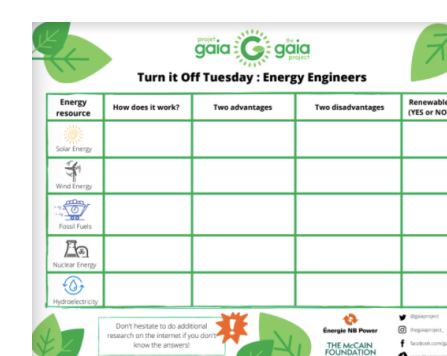 projet
gaia
G
the
gaia
project
Turn it Off Tuesday : Energy Engineers
Energy
resource
How does it work?
Two advantages
Two disadvantages
Renewable
(YES or NO
Solar Energy
Wind Energy
Fossil Fuels
Nuclear Energy
Hydroelectricity
Don't hesitate to do additional
research on the internet if you don't
know the answers!
Énergie NB Power
THE McCAIN
FOUNDATION
@gaiaproject
@thegaiaproject_
facebook.com/g